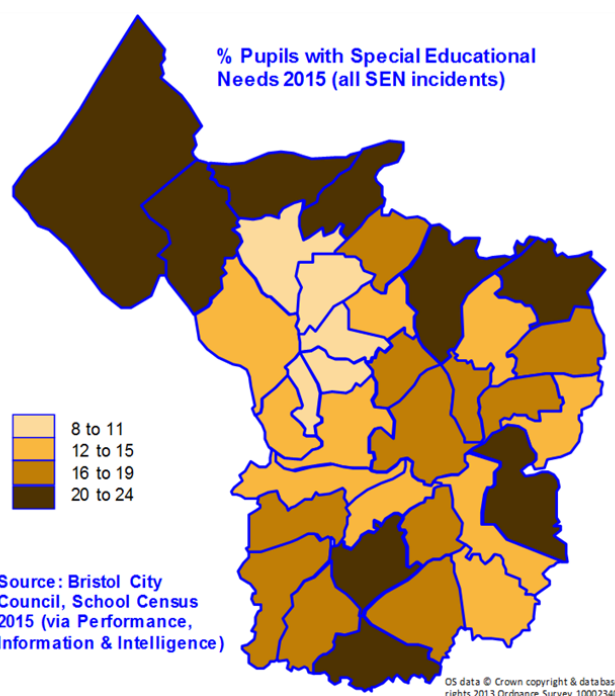 % Pupils with Special Educational
Needs 2015 (all SEN incidents)
8 to 11
12 to 15
16 to 19
20 to 24
Source: Bristol City
Council, School Census
2015 (via Performance,
Information & Intelligence)
OS data © Crown copyright & database
rights 2013 Ordnance Survey